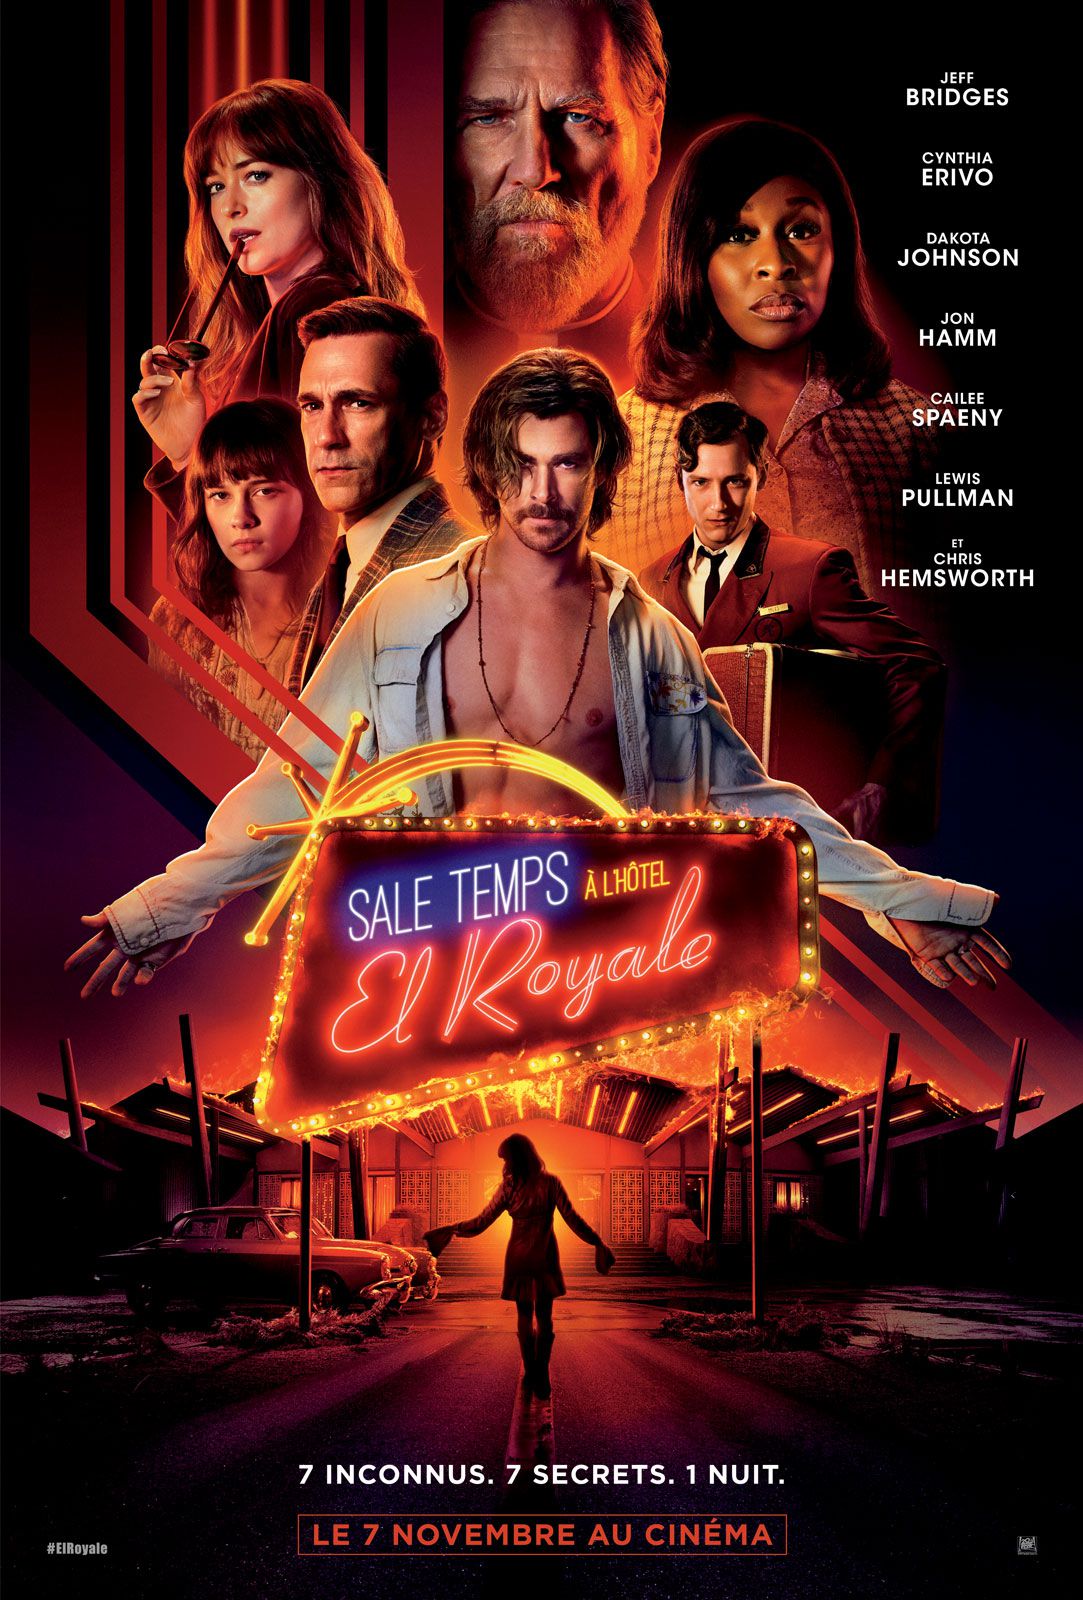 JEFF
BRIDGES
CYNTHIA
ERIVO
DAKOTA
JOHNSON
JON
HAMM
CAILEE
SPAENY
LEWIS
PULLMAN
ET
CHRIS
HEMSWORTH
SALE TEMPS À L'HÔTEL
El Royale
7 INCONNUS. 7 SECRETS. 1 NUIT.
LE 7 NOVEMBRE AU CINÉMA
#ElRoyale